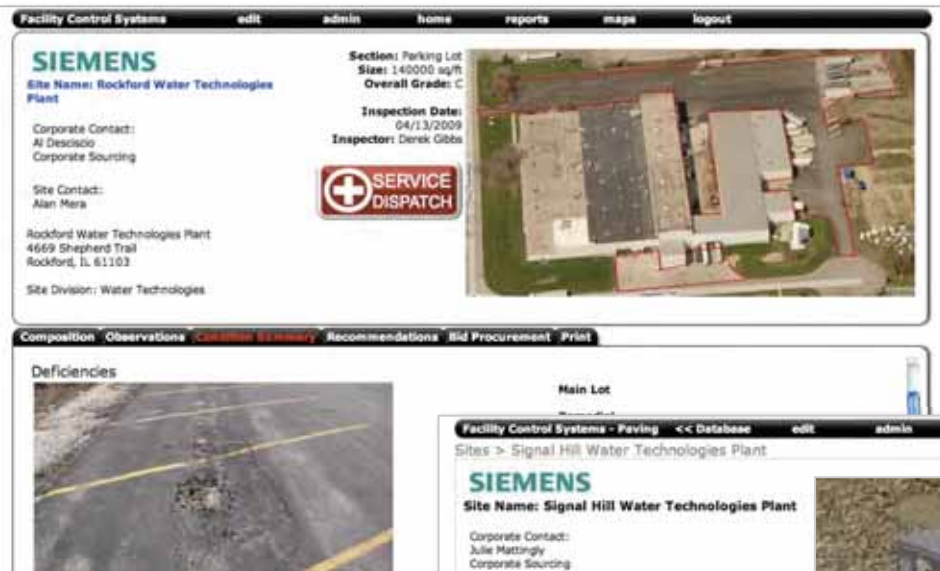 Facility Control Systems edit admin home reports maps logout
SIEMENS
Site Name: Rockford Water Technologies
Plant
Corporate Contact:
Al Descisclo
Corporate Sourcing
Site Contact:
Alan Mera
Rockford Water Technologies Plant
4669 Shepherd Trail
Rockford, IL 61103
Site Division: Water Technologies
Section: Parking Lot
Size: 140000 sq/ft
Overall Grade: C
Inspection Date:
04/13/2009
Inspector: Derek Gibbs
SERVICE
DISPATCH
Composition Observations Condition Summary Recommendations Bid Procurement Print
Deficiencies
Main Lot
Facility Control Systems - Paving << Database edit admin
Sites > Signal Hill Water Technologies Plant
SIEMENS
Site Name: Signal Hill Water Technologies Plant
Corporate Contact:
Julie Mattingly
Corporate Sourcing